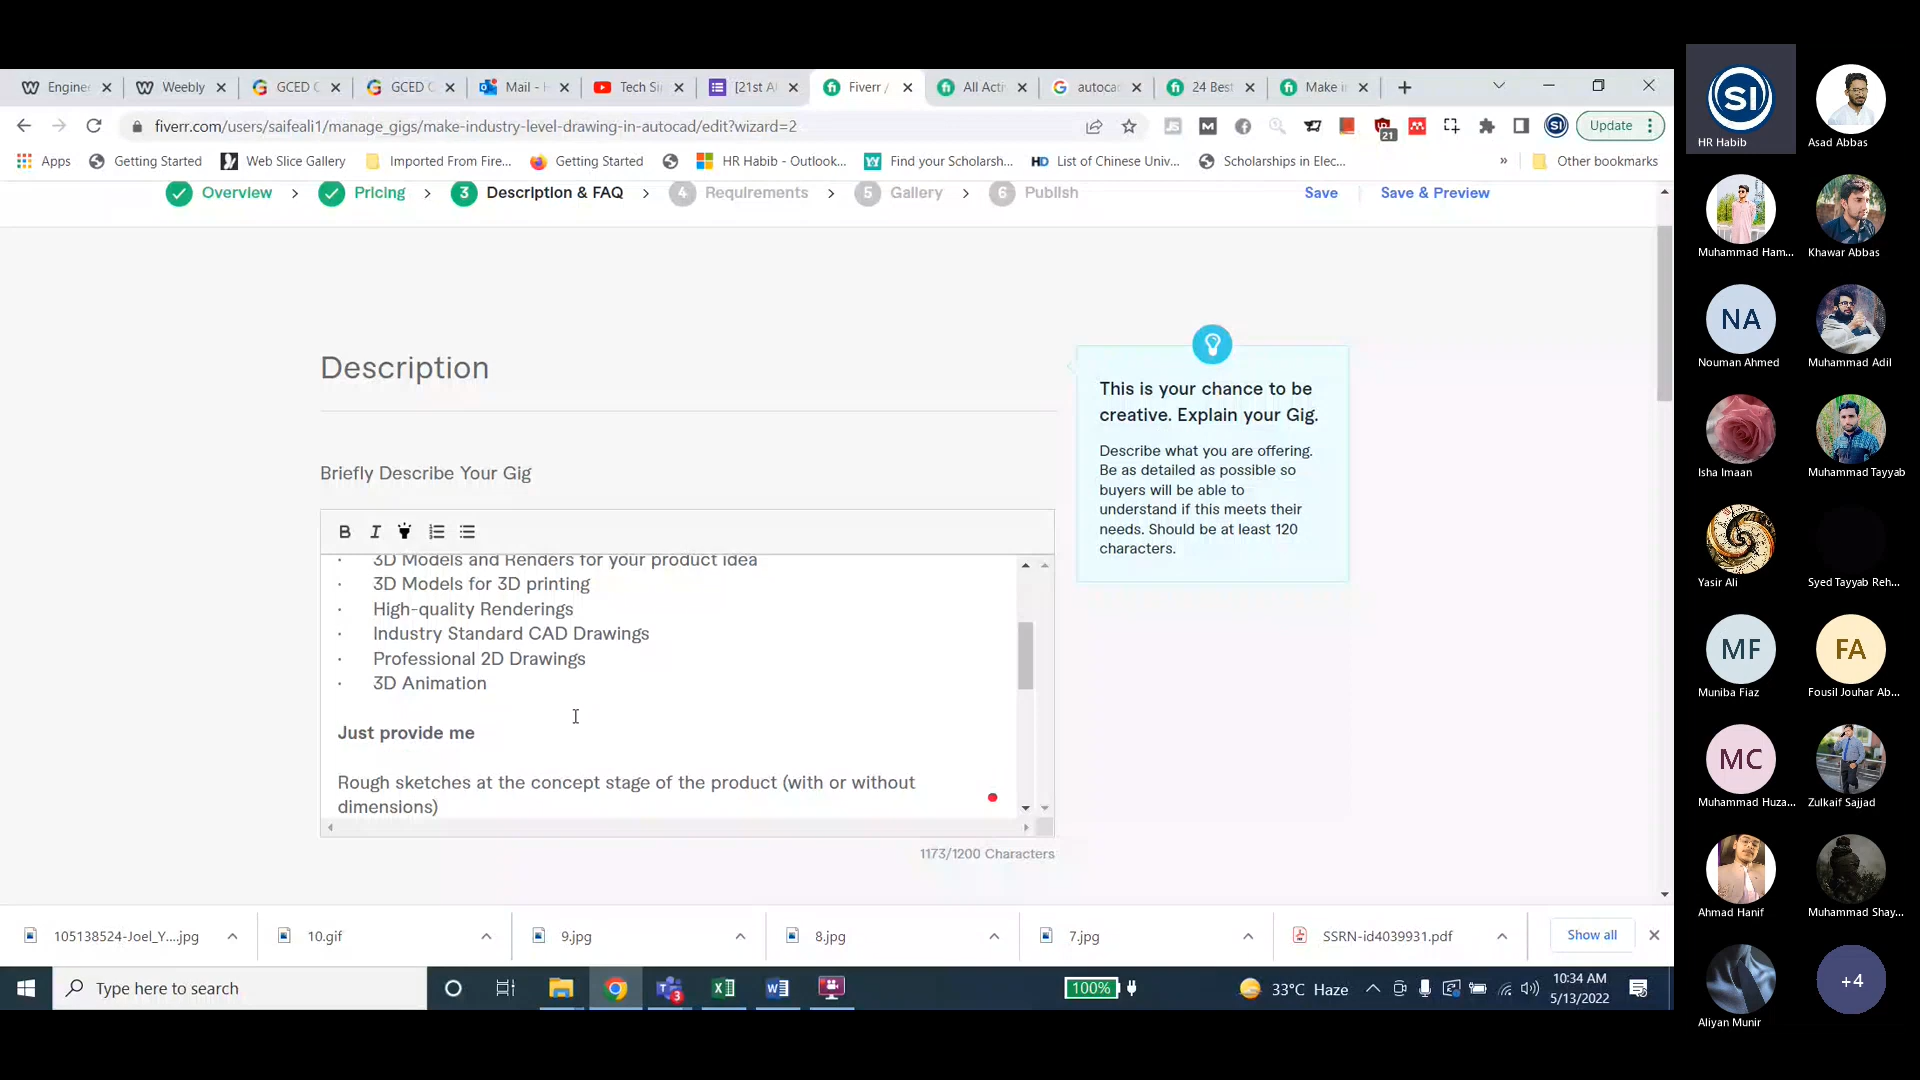 Engine
Weekly
GCED C
GCED C
Mail - H
Tech Si
[21st A
Fiverr /
All Acti
autoca
24 Best
Make i
fiverr.com/users/saifeali1/manage_gigs/make-industry-level-drawing-in-autocad/edit?wizard=2
21
SI
Update
Apps
Getting Started
Web Slice Gallery
Imported From Fire...
Getting Started
HR Habib - Outlook...
Find your Scholarsh...
List of Chinese Univ...
Scholarships in Elec...
»
Other bookmarks
Overview
Pricing
3 Description & FAQ
4 Requirements
5 Gallery
6 Publish
Save
Save & Preview
Description
Briefly Describe Your Gig
B I
· 3D Models and Renders for your product idea
· 3D Models for 3D printing
· High-quality Renderings
· Industry Standard CAD Drawings
· Professional 2D Drawings
· 3D Animation
Just provide me
Rough sketches at the concept stage of the product (with or without
dimensions)
1173/1200 Characters
This is your chance to be
creative. Explain your Gig.
Describe what you are offering.
Be as detailed as possible so
buyers will be able to
understand if this meets their
needs. Should be at least 120
characters.
105138524-Joel_Y....jpg
10.gif
9.jpg
8.jpg
7.jpg
SSRN-id4039931.pdf
Show all
Type here to search
100%
33°C Haze
10:34 AM
5/13/2022
SI
HR Habib
Asad Abbas
Muhammad Ham...
Khawar Abbas
NA
Nouman Ahmed
Muhammad Adil
Isha Imaan
Muhammad Tayyab
Yasir Ali
Syed Tayyab Reh...
MF
Muniba Fiaz
FA
Fousil Jouhar Ab...
MC
Muhammad Huza...
Zulkaif Sajjad
Ahmad Hanif
Muhammad Shay...
Aliyan Munir
+4